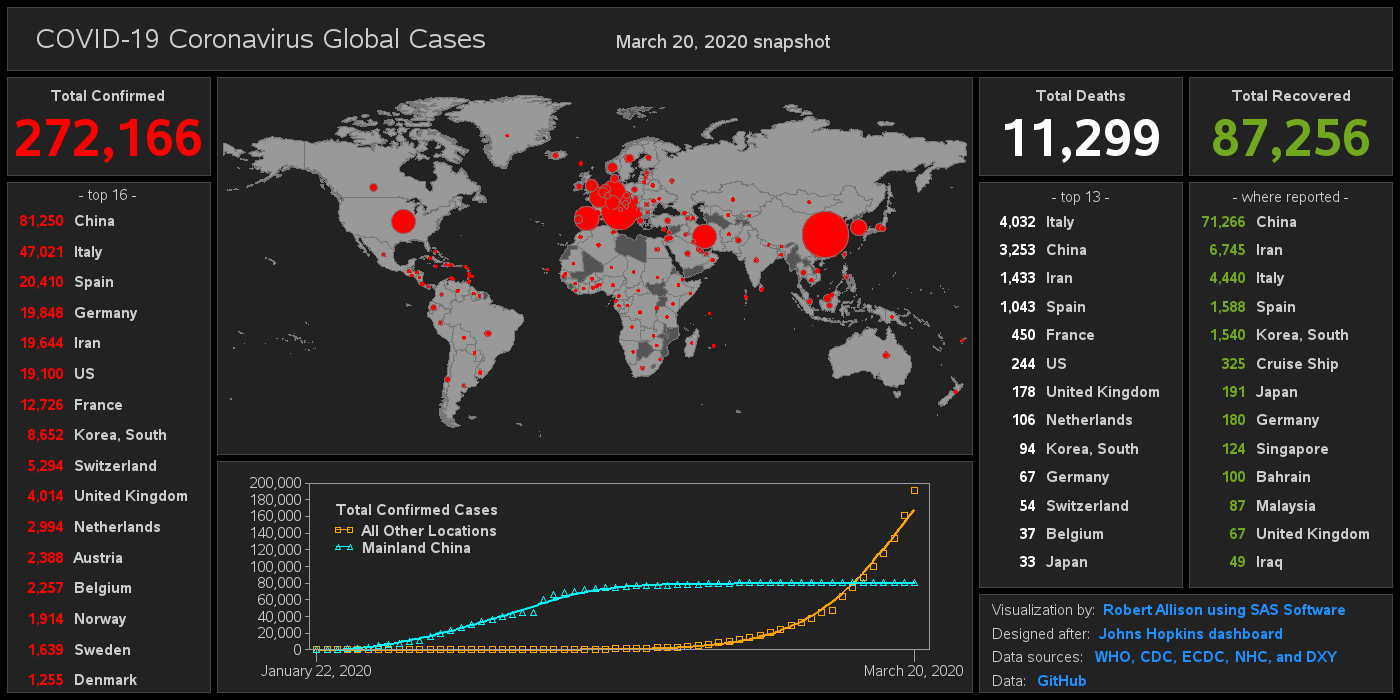 COVID-19 Coronavirus Global Cases
March 20, 2020 snapshot
Total Confirmed
272,166
- top 16 -
81,250 China
47,021 Italy
20,410 Spain
19,848 Germany
19,644 Iran
19,100 US
12,726 France
8,652 Korea, South
5,294 Switzerland
4,014 United Kingdom
2,994 Netherlands
2,388 Austria
2,257 Belgium
1,914 Norway
1,639 Sweden
1,255 Denmark
200,000
180,000
160,000
140,000
120,000
100,000
80,000
60,000
40,000
20,000
0
Total Confirmed Cases
All Other Locations
Mainland China
January 22, 2020
March 20, 2020
Total Deaths
11,299
- top 13 -
4,032 Italy
3,253 China
1,433 Iran
1,043 Spain
450 France
244 US
178 United Kingdom
106 Netherlands
94 Korea, South
67 Germany
54 Switzerland
37 Belgium
33 Japan
Total Recovered
87,256
- where reported -
71,266 China
6,745 Iran
4,440 Italy
1,588 Spain
1,540 Korea, South
325 Cruise Ship
191 Japan
180 Germany
124 Singapore
100 Bahrain
87 Malaysia
67 United Kingdom
49 Iraq
Visualization by: Robert Allison using SAS Software
Designed after: Johns Hopkins dashboard
Data sources: WHO, CDC, ECDC, NHC, and DXY
Data: GitHub